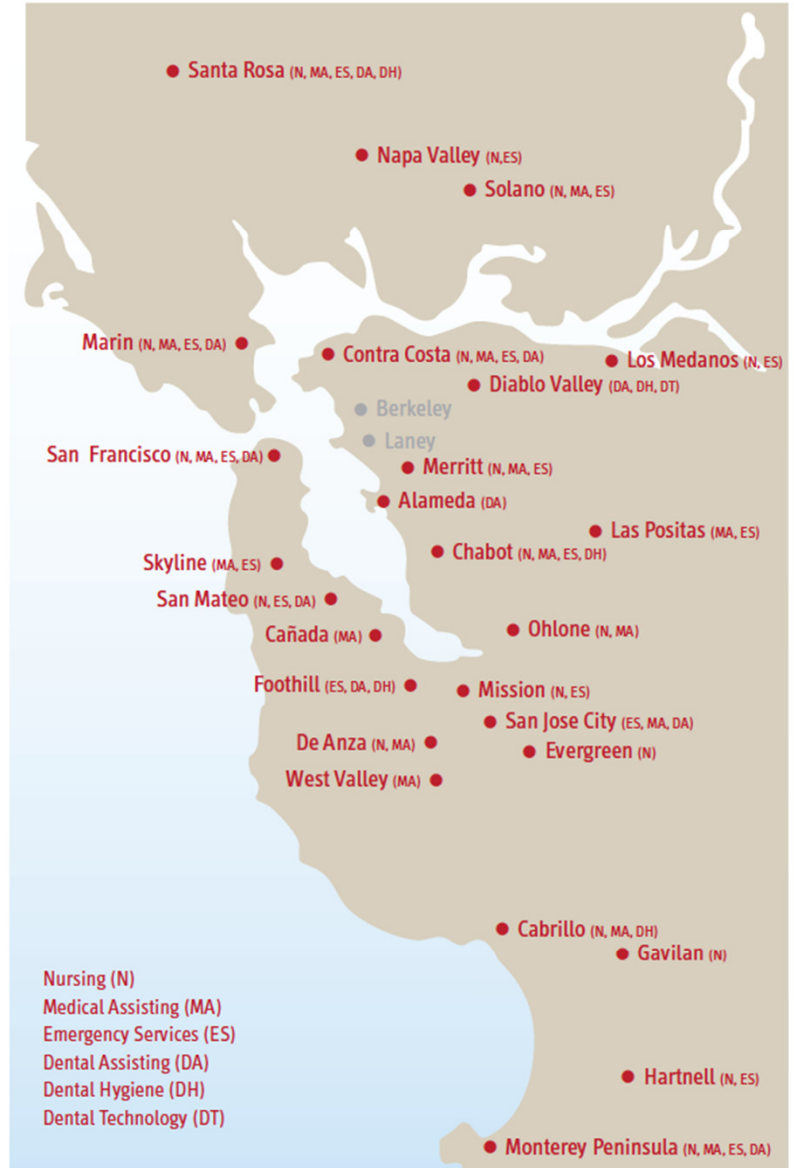 Santa Rosa (N, MA, ES, DA, DH)
Napa Valley (N,ES)
Solano (N, MA, ES)
Marin (N, MA, ES, DA)
Contra Costa (N, MA, ES, DA)
Los Medanos (N, ES)
Diablo Valley (DA, DH, DT)
Berkeley
Laney
San Francisco (N, MA, ES, DA)
Merritt (N, MA, ES)
Alameda (DA)
Las Positas (MA, ES)
Chabot (N, MA, ES, DH)
Skyline (MA, ES)
San Mateo (N, ES, DA)
Cañada (MA)
Ohlone (N, MA)
Foothill (ES, DA, DH)
Mission (N, ES)
San Jose City (ES, MA, DA)
De Anza (N, MA)
Evergreen (N)
West Valley (MA)
Cabrillo (N, MA, DH)
Gavilan (N)
Nursing (N)
Medical Assisting (MA)
Emergency Services (ES)
Dental Assisting (DA)
Dental Hygiene (DH)
Dental Technology (DT)
Hartnell (N, ES)
Monterey Peninsula (N, MA, ES, DA)